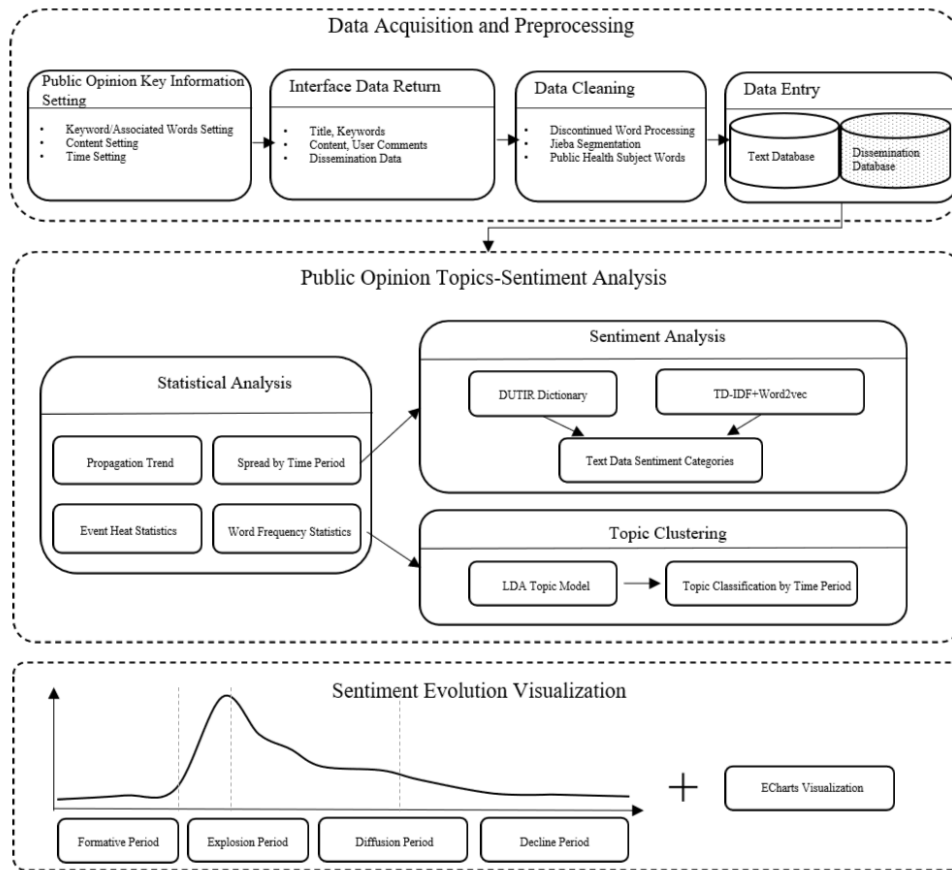 Data Acquisition and Preprocessing
Public Opinion Key Information
Setting
• Keyword/Associated Words Setting
• Content Setting
• Time Setting
Interface Data Return
• Title, Keywords
• Content, User Comments
• Dissemination Data
Data Cleaning
• Discontinued Word Processing
• Jieba Segmentation
• Public Health Subject Words
Data Entry
Text Database
Dissemination
Database
Public Opinion Topics-Sentiment Analysis
Statistical Analysis
Propagation Trend
Spread by Time Period
Event Heat Statistics
Word Frequency Statistics
Sentiment Analysis
DUTIR Dictionary
TD-IDF+Word2vec
Text Data Sentiment Categories
Topic Clustering
LDA Topic Model
Topic Classification by Time Period
Sentiment Evolution Visualization
+
ECharts Visualization
Formative Period
Explosion Period
Diffusion Period
Decline Period